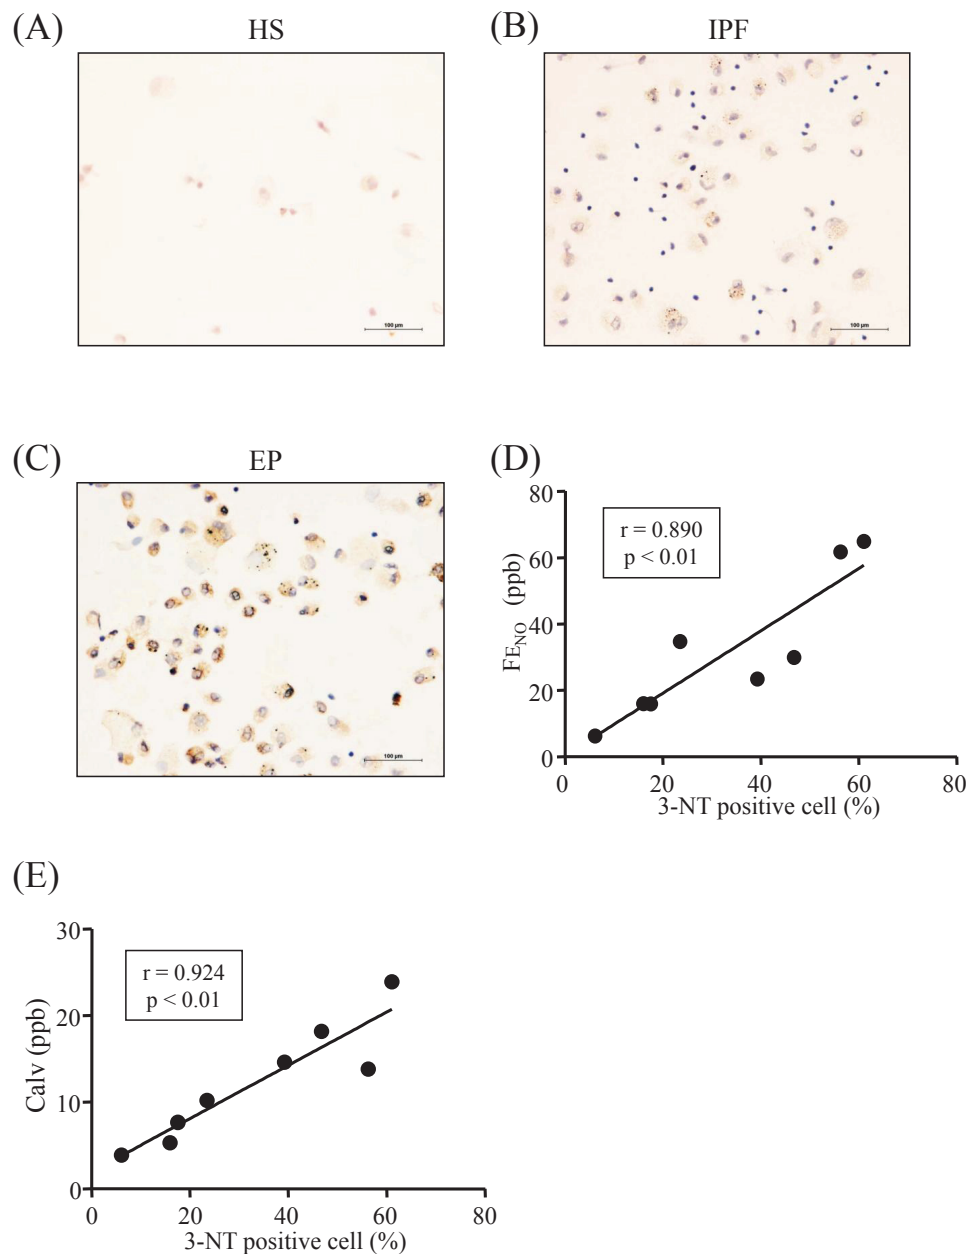 (A)
HS
100 µm
(B)
IPF
100 µm
(C)
EP
100 µm
(D)
80
60
40
20
0
FENO (ppb)
r = 0.890
p < 0.01
0 20 40 60 80
3-NT positive cell (%)
(E)
30
20
10
0
Calv (ppb)
r = 0.924
p < 0.01
0 20 40 60 80
3-NT positive cell (%)